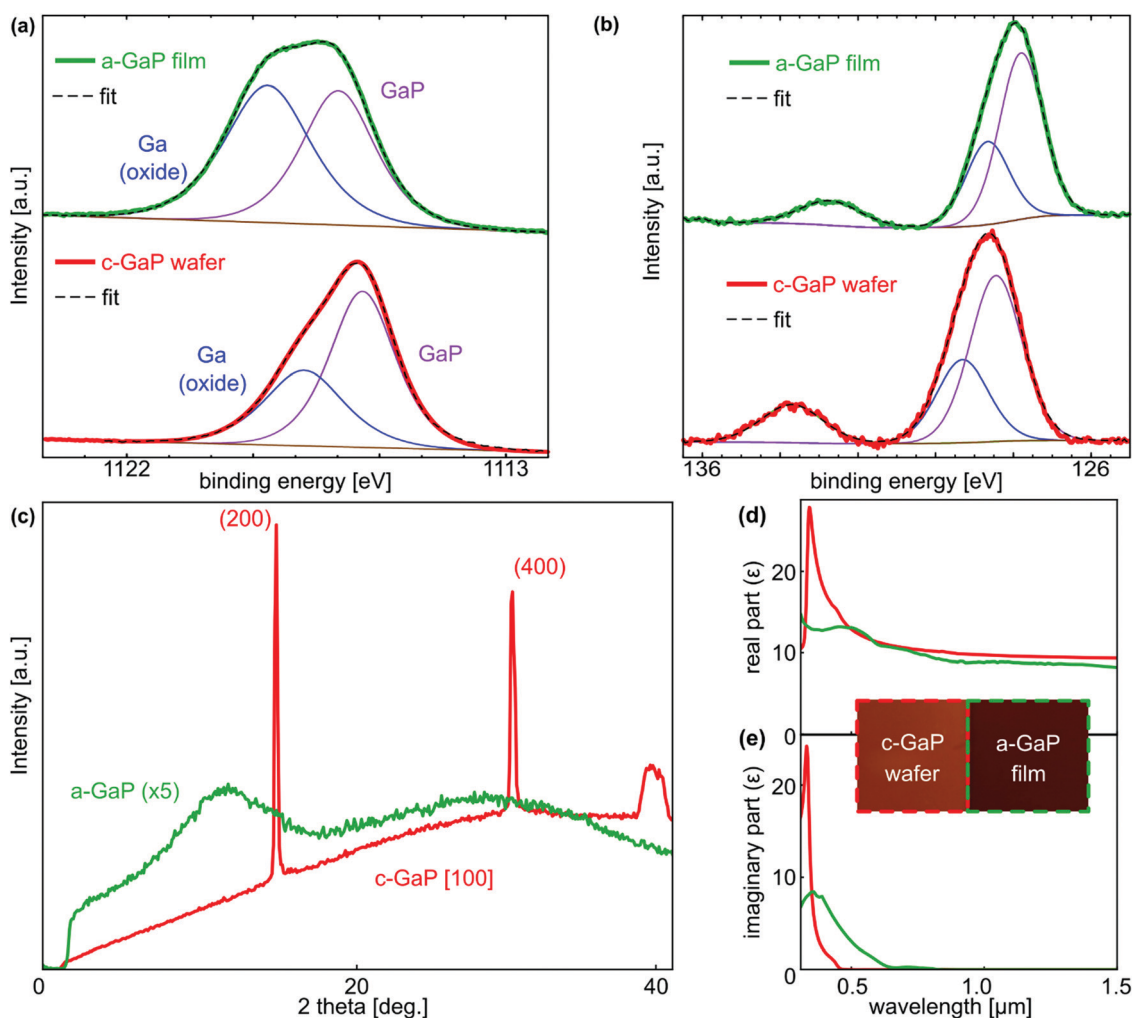 (a)
a-GaP film
fit
GaP
Ga
(oxide)
c-GaP wafer
fit
Ga
(oxide)
GaP
Intensity [a.u.]
1122
1113
binding energy [eV]
(b)
a-GaP film
fit
c-GaP wafer
fit
Intensity [a.u.]
136
126
binding energy [eV]
(c)
(200)
(400)
a-GaP (x5)
c-GaP [100]
Intensity [a.u.]
0
20
40
2 theta [deg.]
(d)
real part (ε)
20
10
0
(e)
c-GaP
wafer
a-GaP
film
imaginary part (ε)
20
10
0
0.5
1.0
1.5
wavelength [µm]